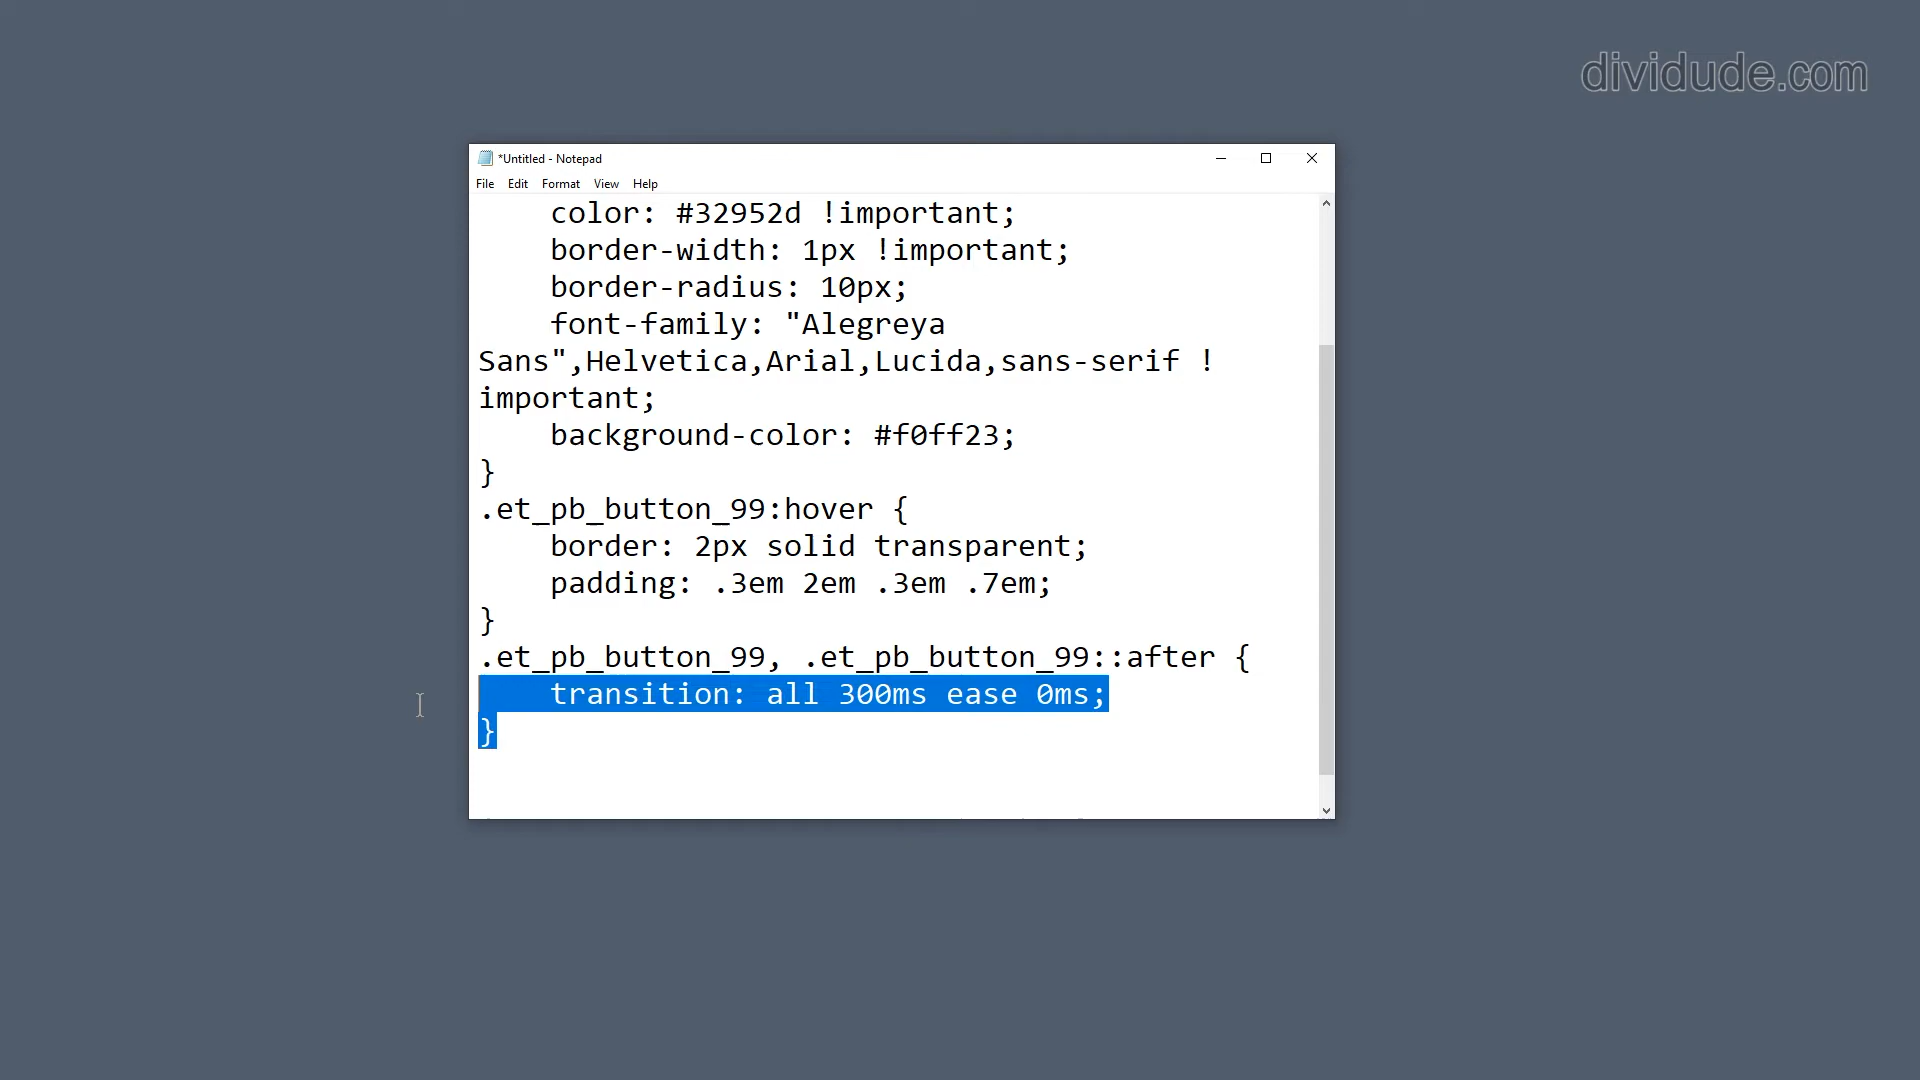 dividude.com
*Untitled - Notepad
File Edit Format View Help
color: #32952d !important;
border-width: 1px !important;
border-radius: 10px;
font-family: "Alegreya
Sans",Helvetica,Arial,Lucida,sans-serif !
important;
background-color: #f0ff23;
}
.et_pb_button_99:hover {
border: 2px solid transparent;
padding: .3em 2em .3em .7em;
}
.et_pb_button_99, .et_pb_button_99::after {
transition: all 300ms ease 0ms;
}